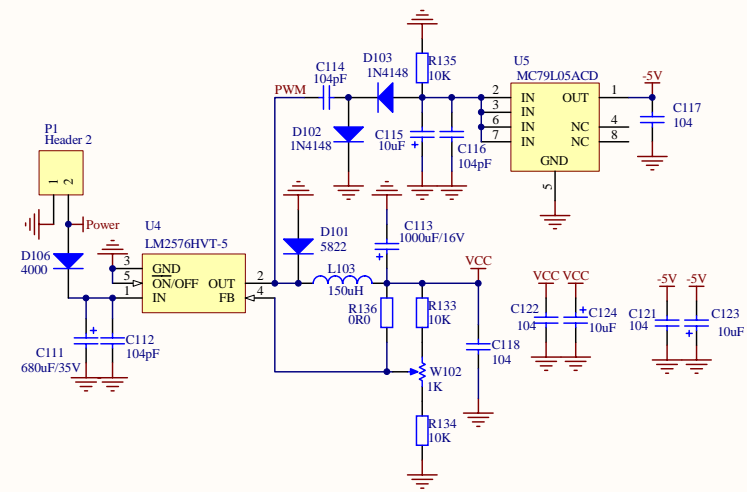 D103
1N4148
C114
104pF
PWM
D102
1N4148
C115
10uF
R135
10K
C116
104pF
U5
MC79L05ACD
2 IN OUT 1
3 IN
6 IN NC 4
7 IN NC 8
GND
5
-5V
C117
104
P1
Header 2
1 2
Power
D106
4000
U4
LM2576HVT-5
3 GND
5 ON/OFF OUT 2
1 IN FB 4
C111
680uF/35V
C112
104pF
D101
5822
C113
1000uF/16V
L103
150uH
VCC
R136
0R0
R133
10K
W102
1K
R134
10K
C118
104
VCC VCC
C122
104
C124
10uF
-5V -5V
C121
104
C123
10uF